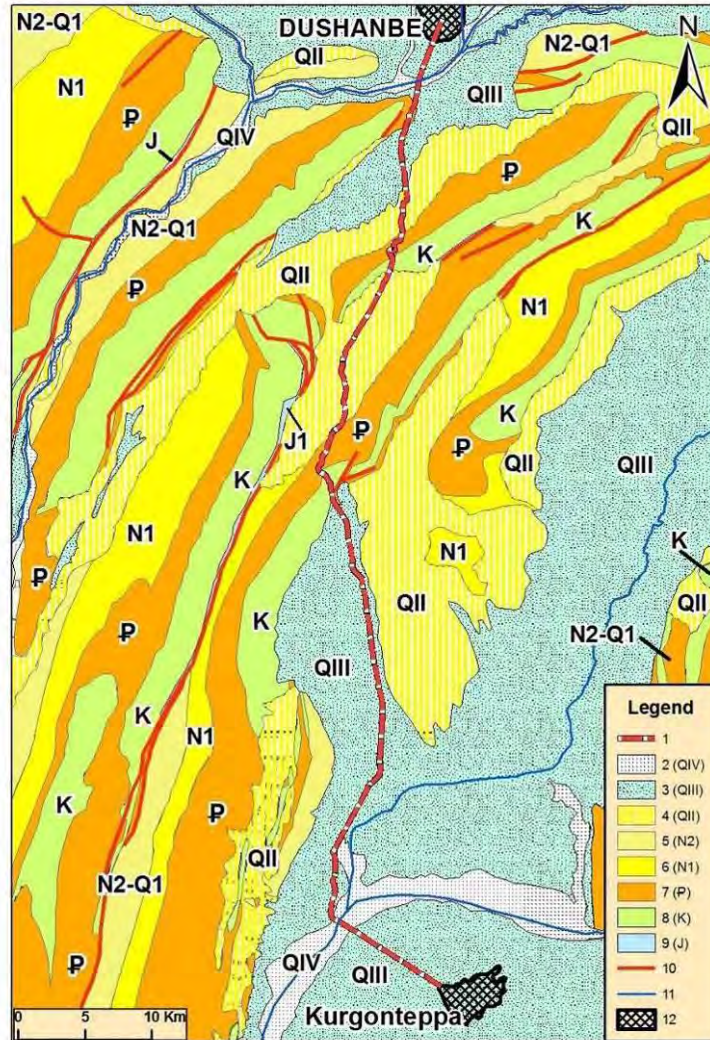 N2-Q1
DUSHANBE
N2-Q1
N
QII
N1
QIII
P
QII
J
QIV
P
N2-Q1
K
K
P
QII
N1
J1
P
K
K
P
QII
QIII
N1
N1
K
P
QII
K
QII
P
QIII
N2-Q1
K
N1
Legend
1
2 (QIV)
K
P
3 (QIII)
4 (QII)
QII
5 (N2)
N2-Q1
6 (N1)
7 (P)
8 (K)
P
QIV
QIII
9 (J)
10
0 5 10 Km
Kurgonteppa
11
12